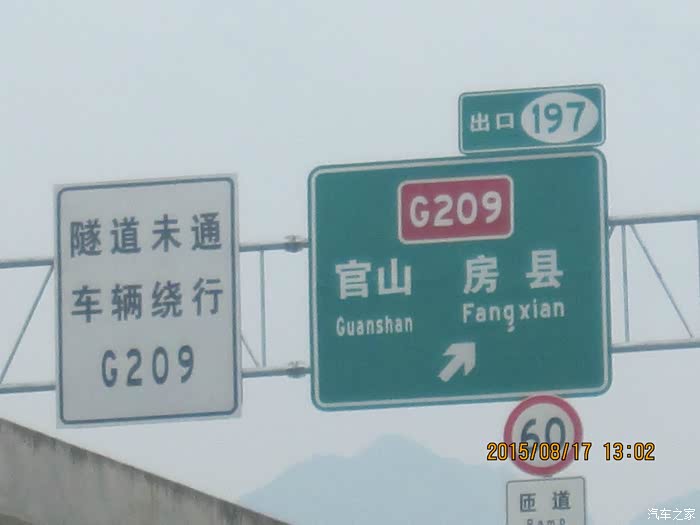 出口 197
G209
官山 房县
Guanshan Fangxian
隧道未通
车辆绕行
G209
60
2015/08/17 13:02
匝道
Ramp
汽车之家